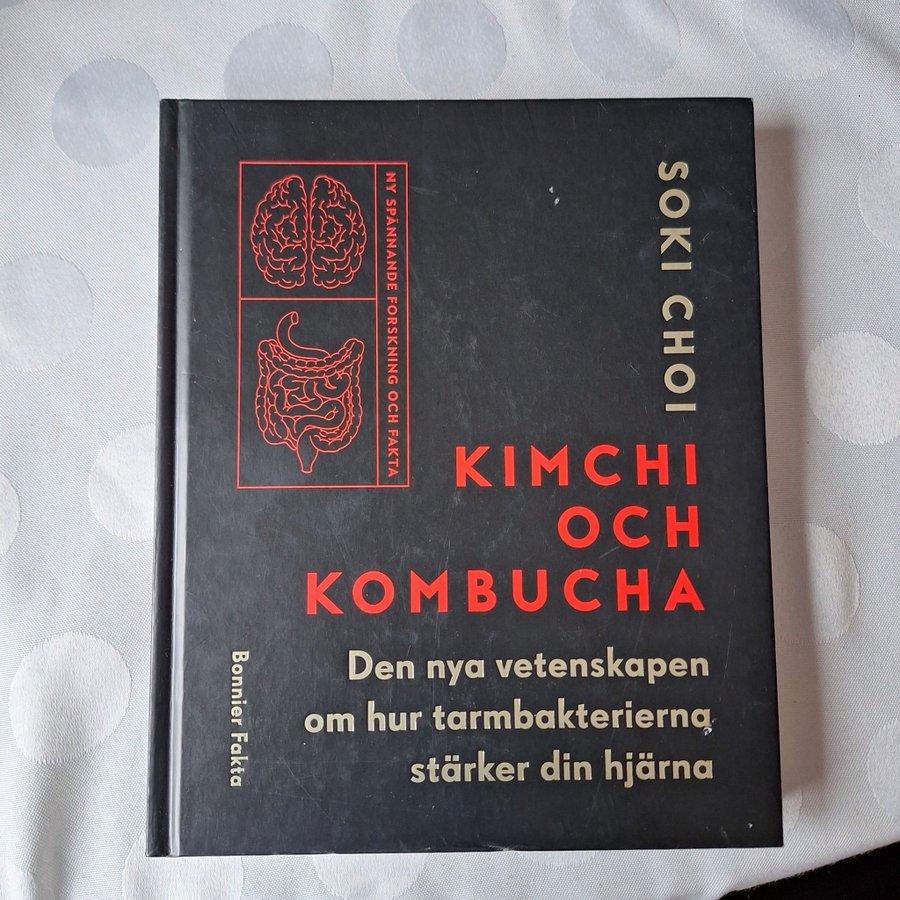 SOKI CHOI
NY SPÄNNANDE FORSKNING OCH FAKTA
KIMCHI
OCH
KOMBUCHA
Den nya vetenskapen
om hur tarmbakterierna
stärker din hjärna
Bonnier Fakta